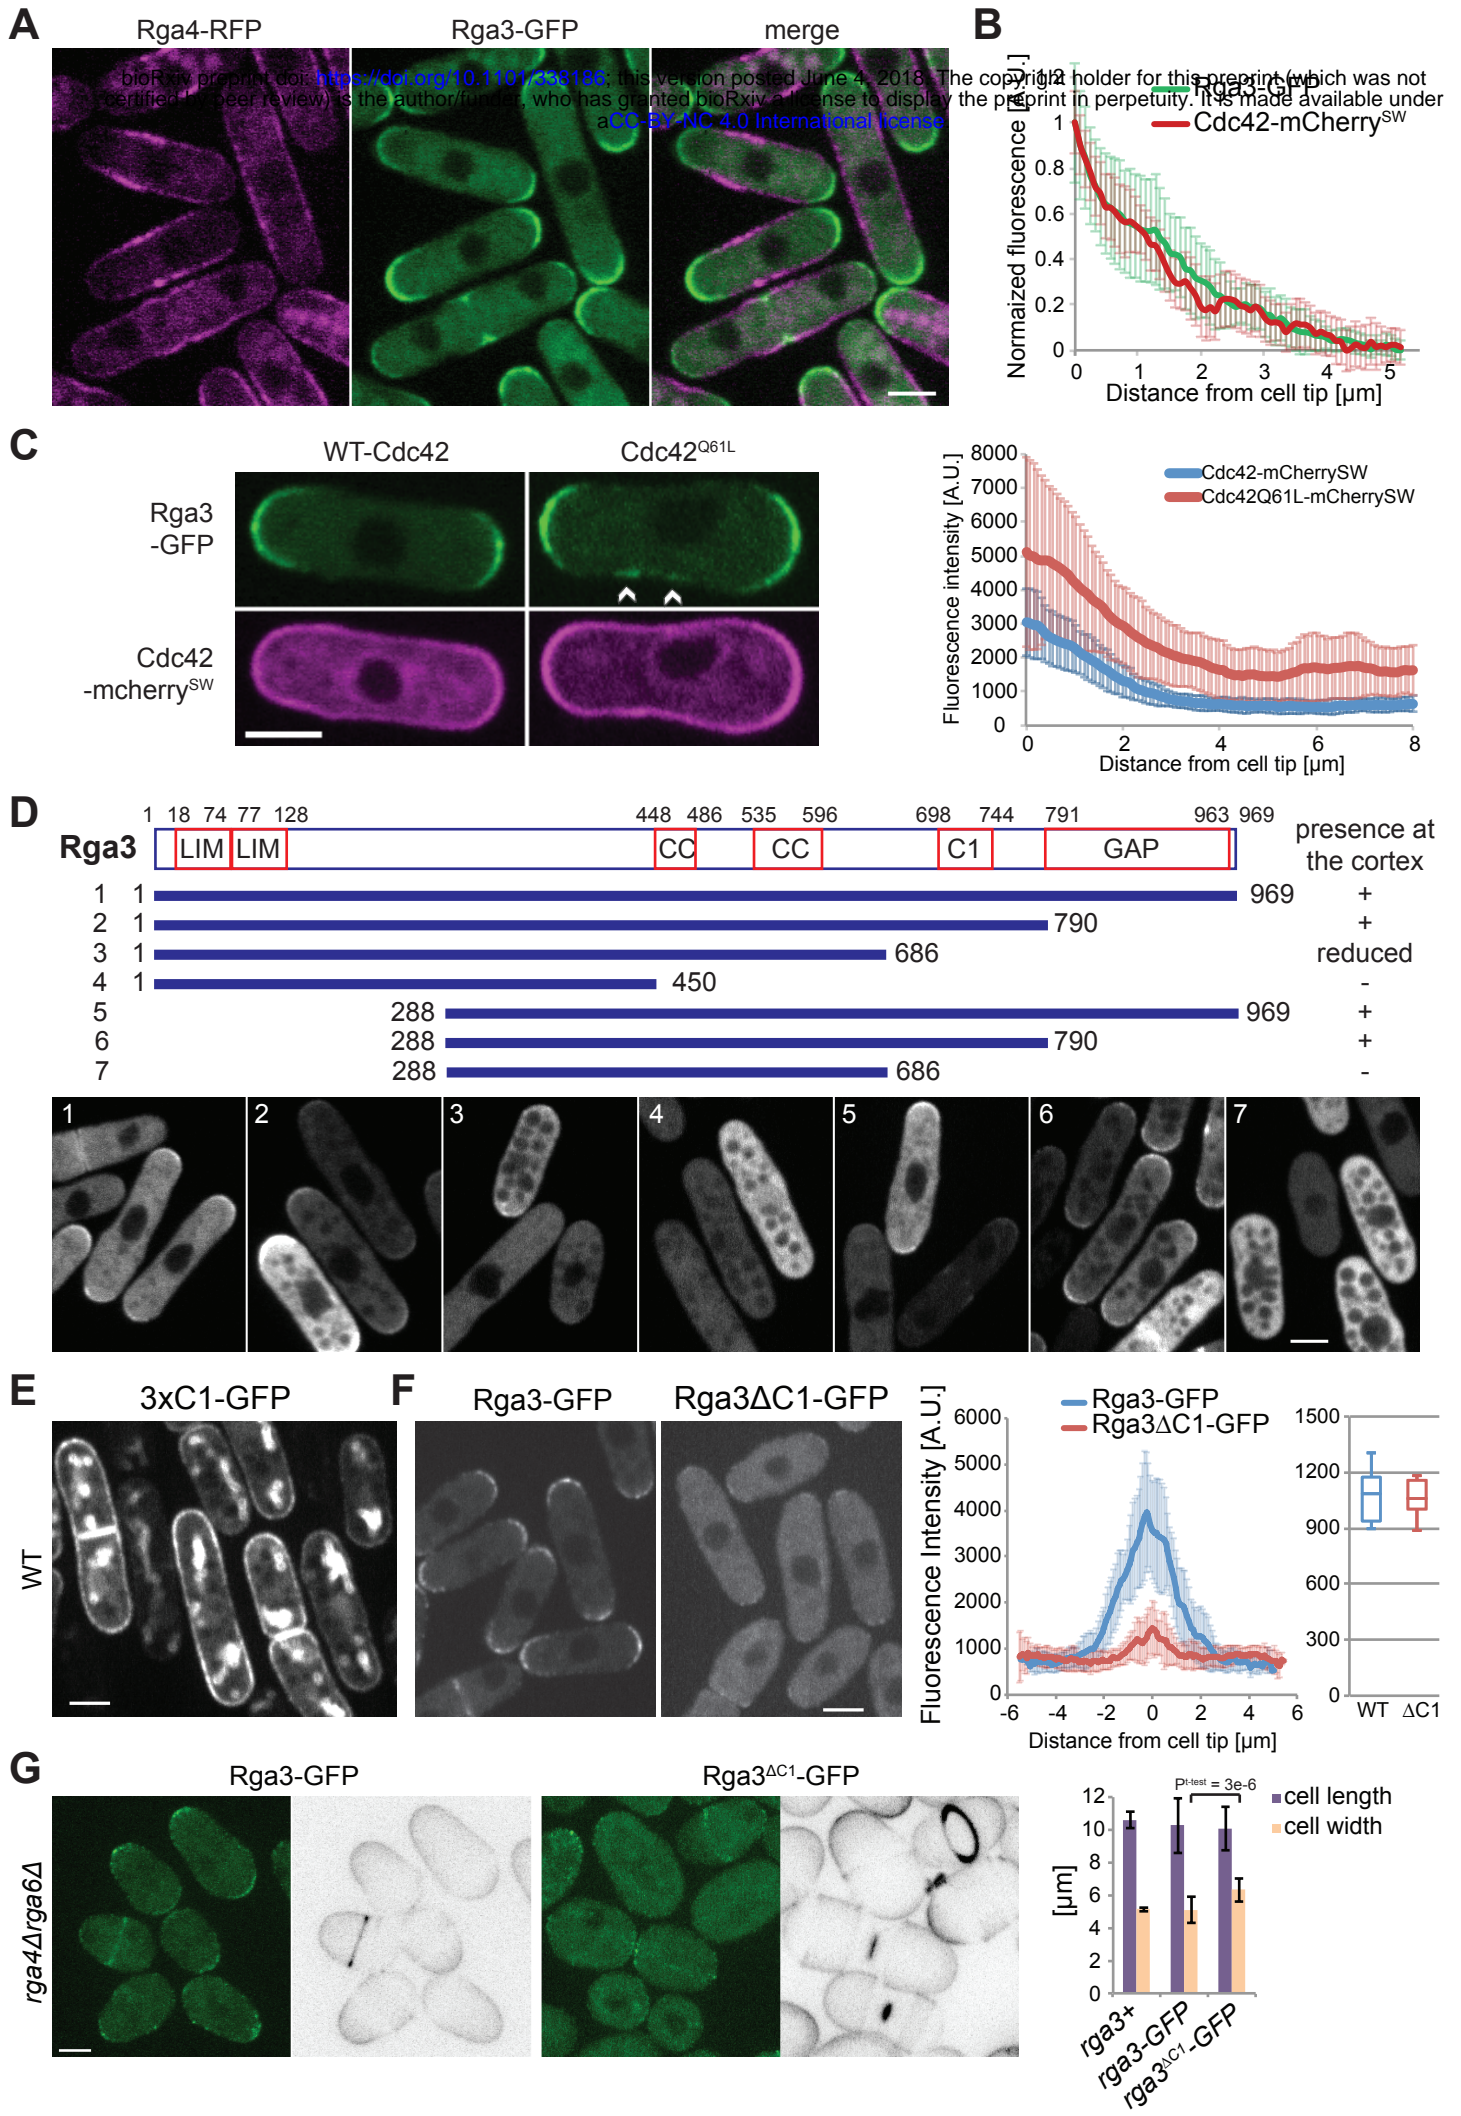 A
Rga4-RFP
Rga3-GFP
merge
bioRxiv preprint doi: https://doi.org/10.1101/338186; this version posted June 4, 2018. The copyright holder for this preprint (which was not
certified by peer review) is the author/funder, who has granted bioRxiv a license to display the preprint in perpetuity. It is made available under
aCC-BY-NC 4.0 International license.
B
Normaized fluorescence [A.U.]
1.2
1
0.8
0.6
0.4
0.2
0
Rga3-GFP
Cdc42-mCherrySW
0 1 2 3 4 5
Distance from cell tip [µm]
C
WT-Cdc42
Cdc42Q61L
Rga3
-GFP
Cdc42
-mcherrySW
Fluorescence intensity [A.U.]
8000
7000
6000
5000
4000
3000
2000
1000
0
Cdc42-mCherrySW
Cdc42Q61L-mCherrySW
0 2 4 6 8
Distance from cell tip [µm]
D
1 18 74 77 128 448 486 535 596 698 744 791 963 969
Rga3
LIM LIM CC CC C1 GAP
presence at
the cortex
1 1 969 +
2 1 790 +
3 1 686 reduced
4 1 450 -
5 288 969 +
6 288 790 +
7 288 686 -
1 2 3 4 5 6 7
E
3xC1-GFP
WT
F
Rga3-GFP
Rga3ΔC1-GFP
Fluorescence Intensity [A.U.]
6000
5000
4000
3000
2000
1000
0
Rga3-GFP
Rga3ΔC1-GFP
-6 -4 -2 0 2 4 6
Distance from cell tip [µm]
1500
1200
900
600
300
0
WT ΔC1
G
Rga3-GFP
Rga3ΔC1-GFP
rga4Δrga6Δ
Pt-test = 3e-6
[µm]
12
10
8
6
4
2
0
cell length
cell width
rga3+
rga3-GFP
rga3ΔC1-GFP